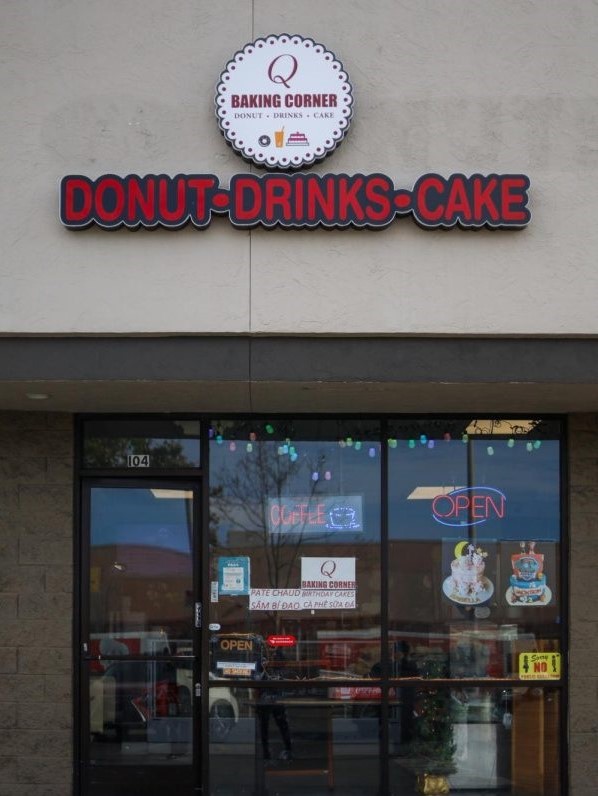 Q
BAKING CORNER
DONUT • DRINKS • CAKE
DONUT•DRINKS•CAKE
104
COFFEE
OPEN
Q
BAKING CORNER
PATE CHAUD BIRTHDAY CAKES
SÂM BÍ ĐAO CÀ PHÊ SỮA ĐÁ
OPEN
Sorry
NO